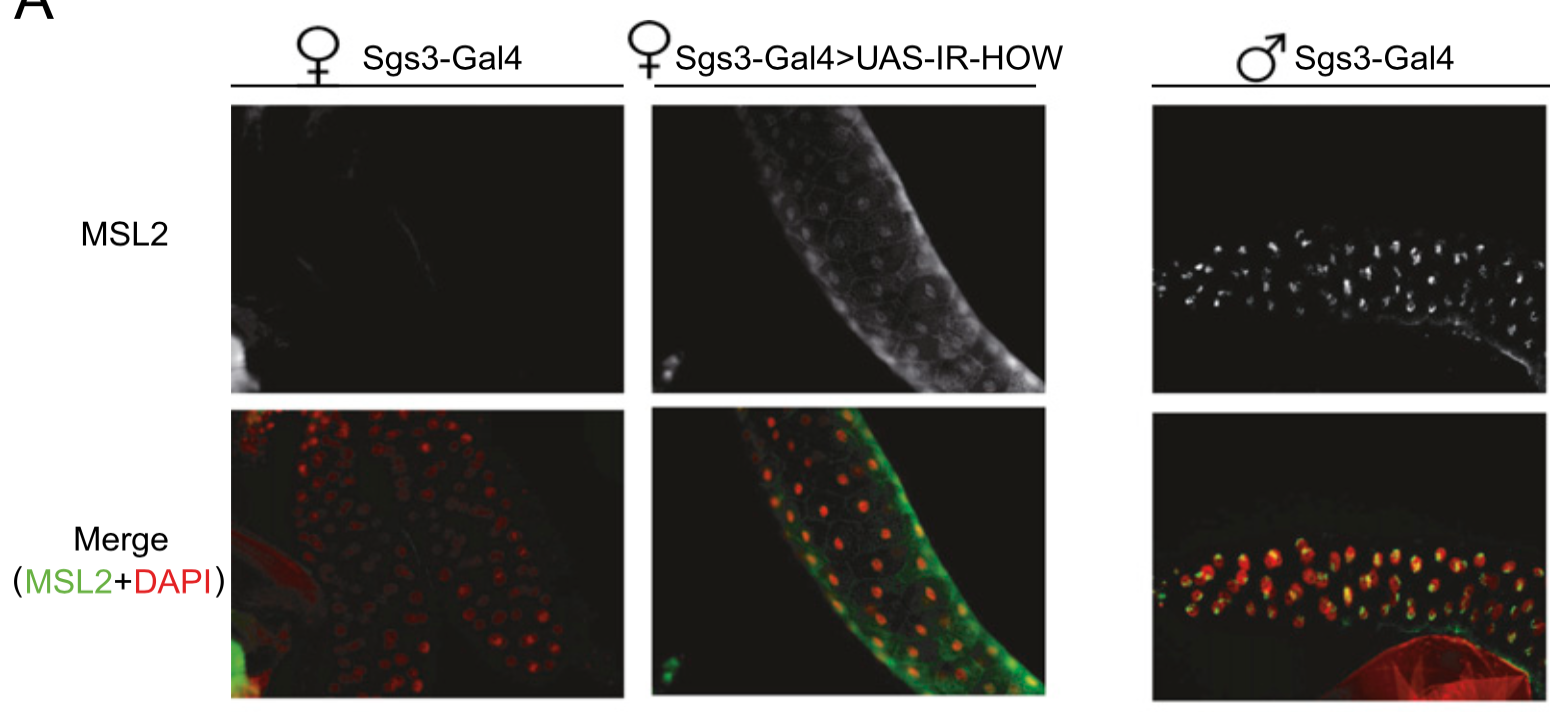 A
♀ Sgs3-Gal4
♀ Sgs3-Gal4>UAS-IR-HOW
♂ Sgs3-Gal4
MSL2
Merge
(MSL2+DAPI)